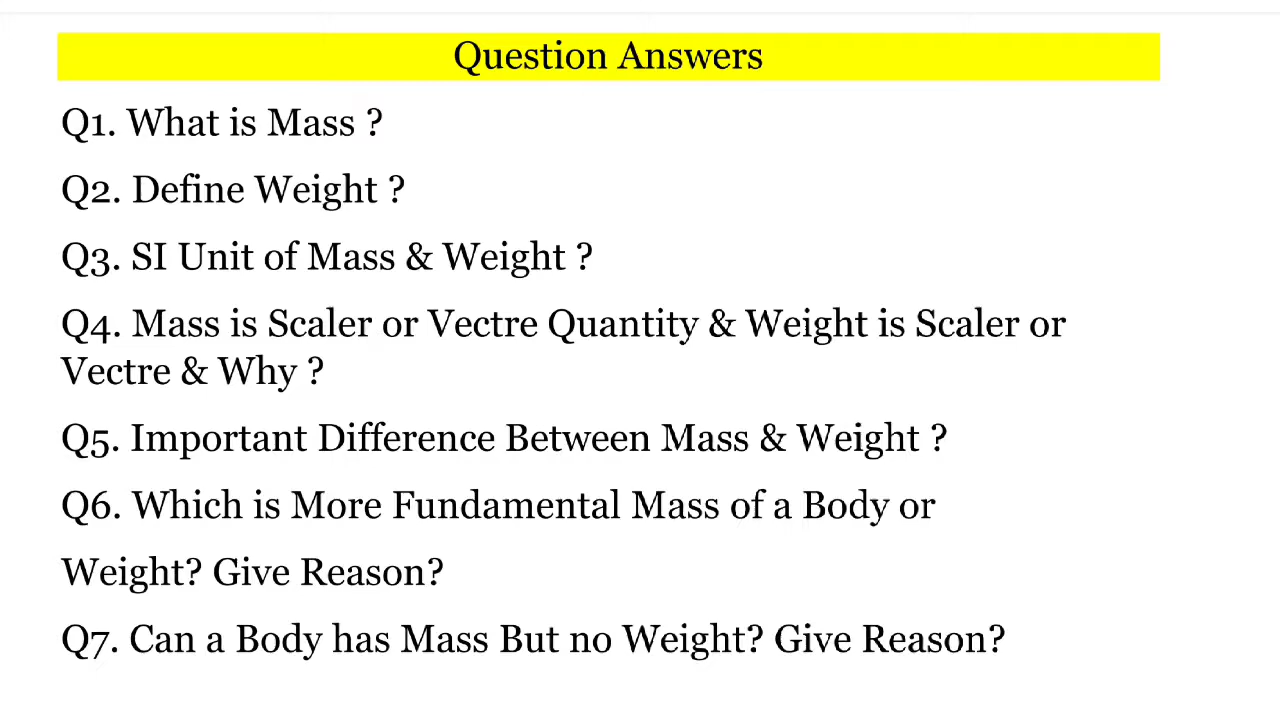 Question Answers
Q1. What is Mass ?
Q2. Define Weight ?
Q3. SI Unit of Mass & Weight ?
Q4. Mass is Scaler or Vectre Quantity & Weight is Scaler or
Vectre & Why ?
Q5. Important Difference Between Mass & Weight ?
Q6. Which is More Fundamental Mass of a Body or
Weight? Give Reason?
Q7. Can a Body has Mass But no Weight? Give Reason?